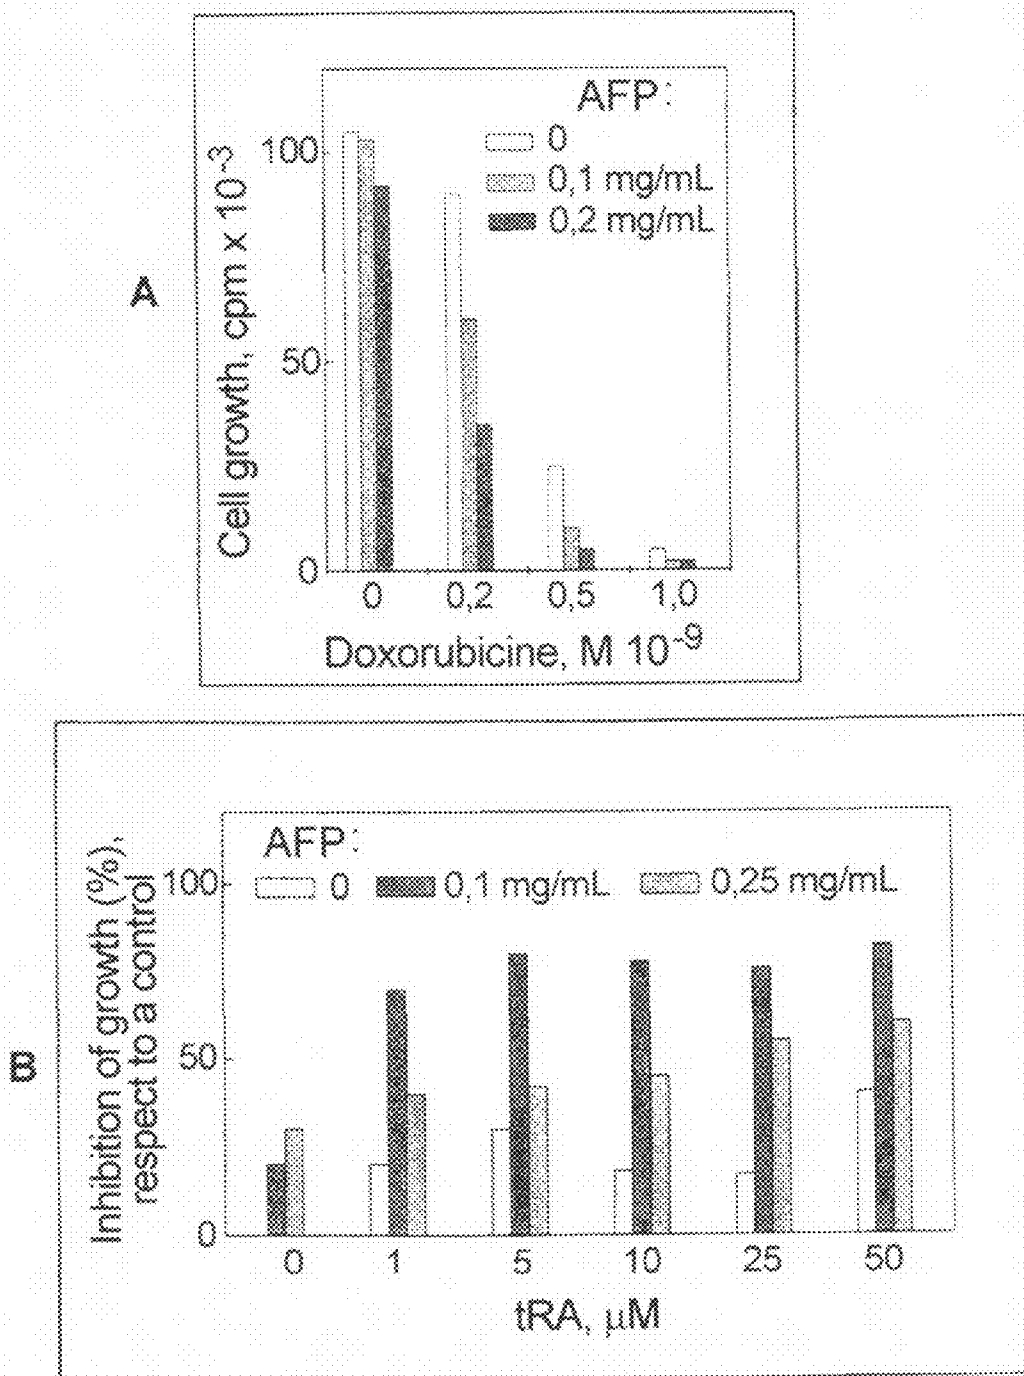 A
Cell growth, cpm x 10-3
100
50
0
AFP:
0
0,1 mg/mL
0,2 mg/mL
0 0,2 0,5 1,0
Doxorubicine, M 10-9
B
Inhibition of growth (%),
respect to a control
100
50
0
AFP:
0 0,1 mg/mL 0,25 mg/mL
0 1 5 10 25 50
tRA, µM